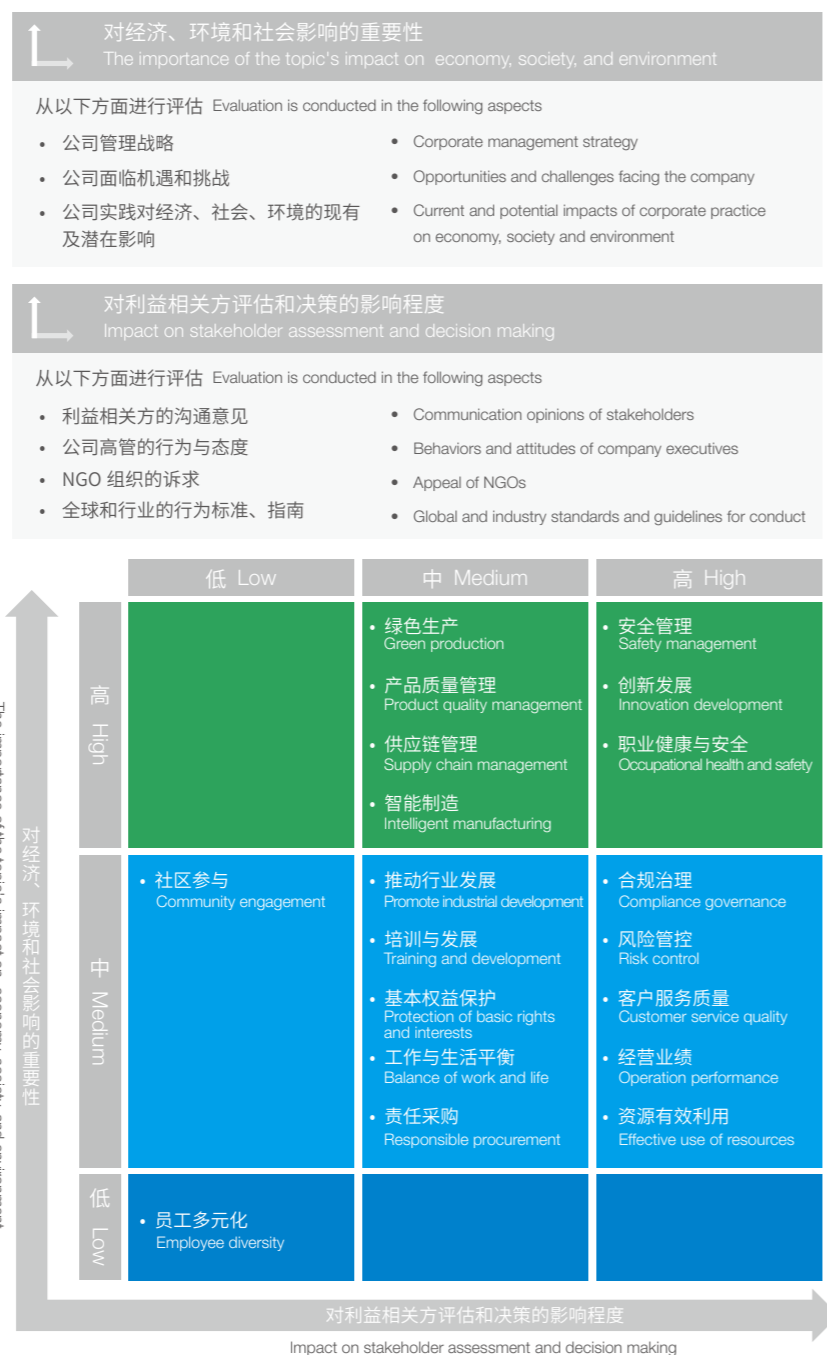 对经济、环境和社会影响的重要性
The importance of the topic's impact on economy, society, and environment
从以下方面进行评估 Evaluation is conducted in the following aspects
• 公司管理战略
• 公司面临机遇和挑战
• 公司实践对经济、社会、环境的现有
及潜在影响
• Corporate management strategy
• Opportunities and challenges facing the company
• Current and potential impacts of corporate practice
on economy, society and environment
对利益相关方评估和决策的影响程度
Impact on stakeholder assessment and decision making
从以下方面进行评估 Evaluation is conducted in the following aspects
• 利益相关方的沟通意见
• 公司高管的行为与态度
• NGO 组织的诉求
• 全球和行业的行为标准、指南
• Communication opinions of stakeholders
• Behaviors and attitudes of company executives
• Appeal of NGOs
• Global and industry standards and guidelines for conduct
低 Low
中 Medium
高 High
The importance of the topic's impact on economy, society, and environment
对经济、环境和社会影响的重要性
高 High
• 绿色生产
Green production
• 产品质量管理
Product quality management
• 供应链管理
Supply chain management
• 智能制造
Intelligent manufacturing
• 安全管理
Safety management
• 创新发展
Innovation development
• 职业健康与安全
Occupational health and safety
中 Medium
• 社区参与
Community engagement
• 推动行业发展
Promote industrial development
• 培训与发展
Training and development
• 基本权益保护
Protection of basic rights
and interests
• 工作与生活平衡
Balance of work and life
• 责任采购
Responsible procurement
• 合规治理
Compliance governance
• 风险管控
Risk control
• 客户服务质量
Customer service quality
• 经营业绩
Operation performance
• 资源有效利用
Effective use of resources
低 Low
• 员工多元化
Employee diversity
对利益相关方评估和决策的影响程度
Impact on stakeholder assessment and decision making